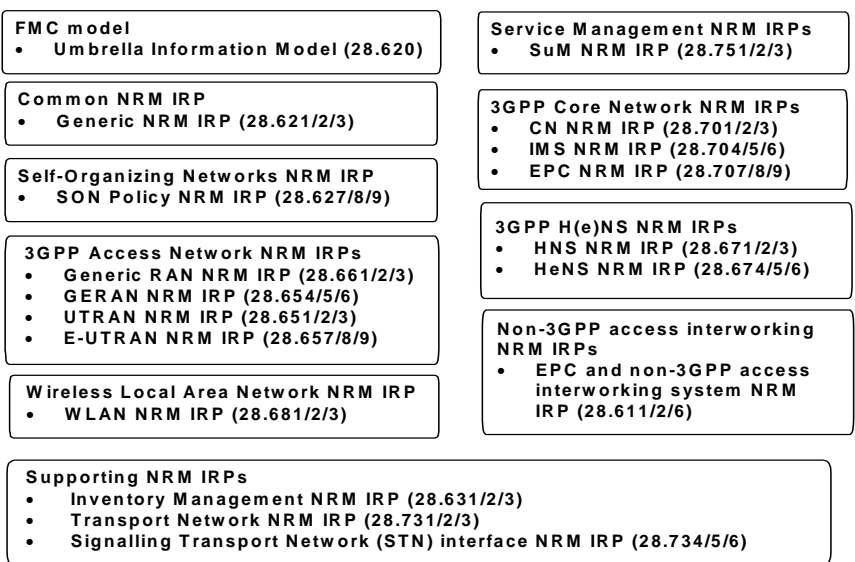 FMC model
• Umbrella Information Model (28.620)
Common NRM IRP
• Generic NRM IRP (28.621/2/3)
Self-Organizing Networks NRM IRP
• SON Policy NRM IRP (28.627/8/9)
3GPP Access Network NRM IRPs
• Generic RAN NRM IRP (28.661/2/3)
• GERAN NRM IRP (28.654/5/6)
• UTRAN NRM IRP (28.651/2/3)
• E-UTRAN NRM IRP (28.657/8/9)
Wireless Local Area Network NRM IRP
• WLAN NRM IRP (28.681/2/3)
Service Management NRM IRPs
• SuM NRM IRP (28.751/2/3)
3GPP Core Network NRM IRPs
• CN NRM IRP (28.701/2/3)
• IMS NRM IRP (28.704/5/6)
• EPC NRM IRP (28.707/8/9)
3GPP H(e)NS NRM IRPs
• HNS NRM IRP (28.671/2/3)
• HeNS NRM IRP (28.674/5/6)
Non-3GPP access interworking
NRM IRPs
• EPC and non-3GPP access
interworking system NRM
IRP (28.611/2/6)
Supporting NRM IRPs
• Inventory Management NRM IRP (28.631/2/3)
• Transport Network NRM IRP (28.731/2/3)
• Signalling Transport Network (STN) interface NRM IRP (28.734/5/6)